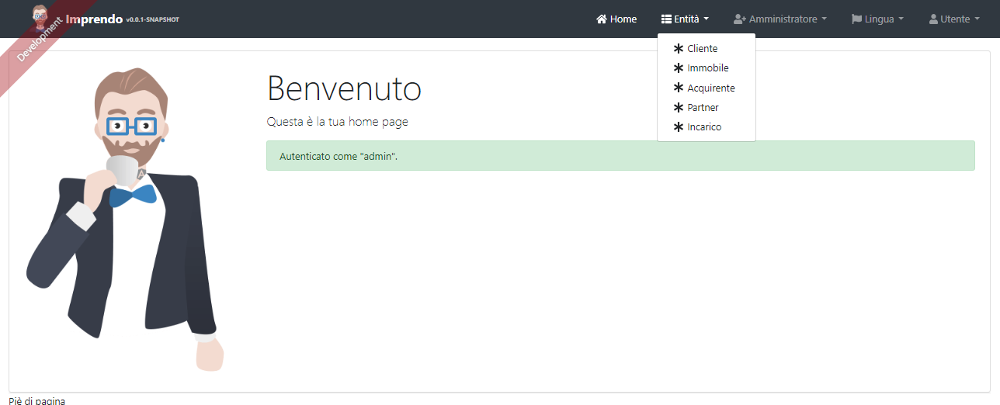 Development
Imprendo v0.0.1-SNAPSHOT
Home
Entità
Amministratore
Lingua
Utente
Cliente
Immobile
Acquirente
Partner
Incarico
Benvenuto
Questa è la tua home page
Autenticato come "admin".
A
Piè di pagina